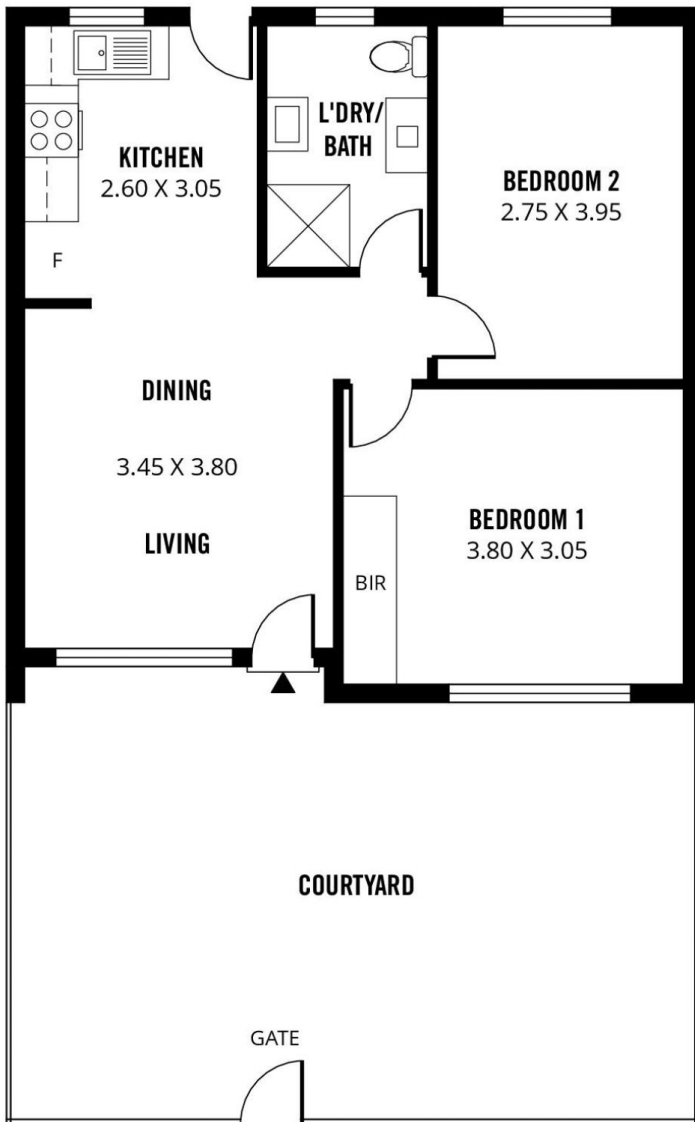 KITCHEN
2.60 X 3.05
F
L'DRY/
BATH
BEDROOM 2
2.75 X 3.95
DINING
3.45 X 3.80
LIVING
BEDROOM 1
3.80 X 3.05
BIR
COURTYARD
GATE